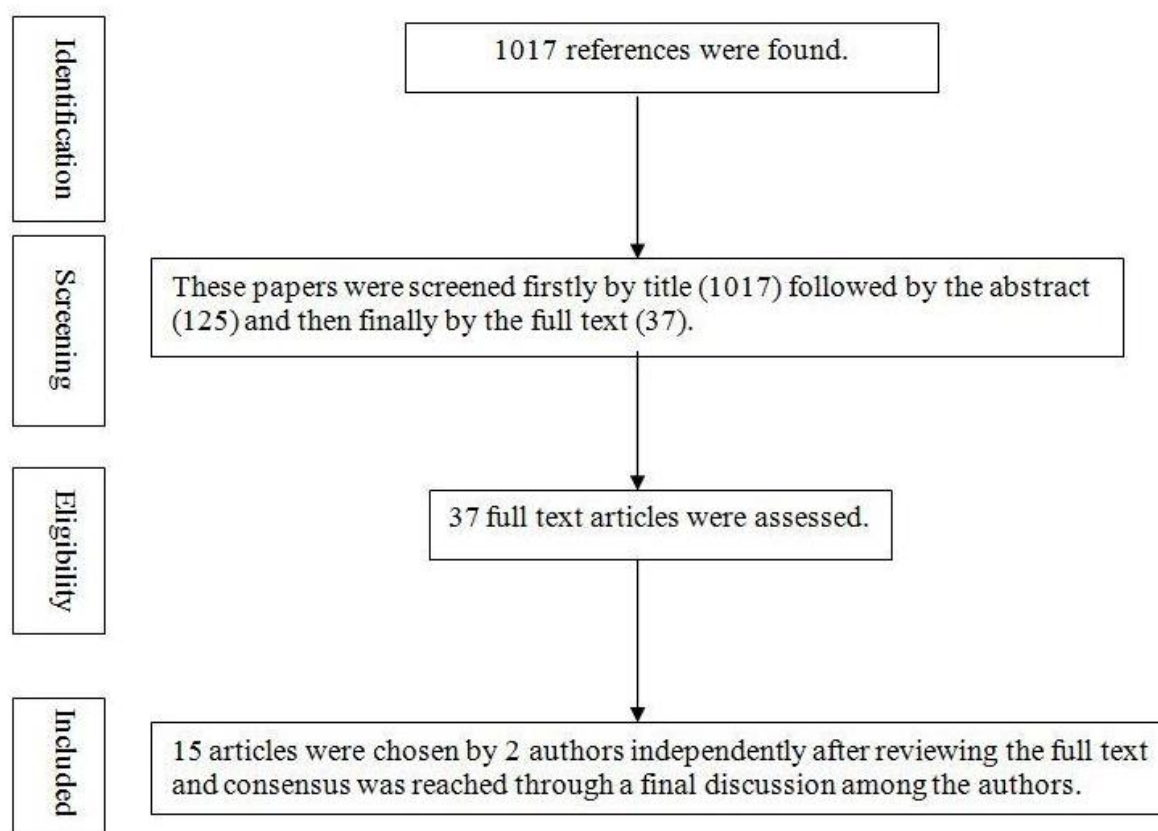 Identification
1017 references were found.
Screening
These papers were screened firstly by title (1017) followed by the abstract
(125) and then finally by the full text (37).
Eligibility
37 full text articles were assessed.
Included
15 articles were chosen by 2 authors independently after reviewing the full text
and consensus was reached through a final discussion among the authors.